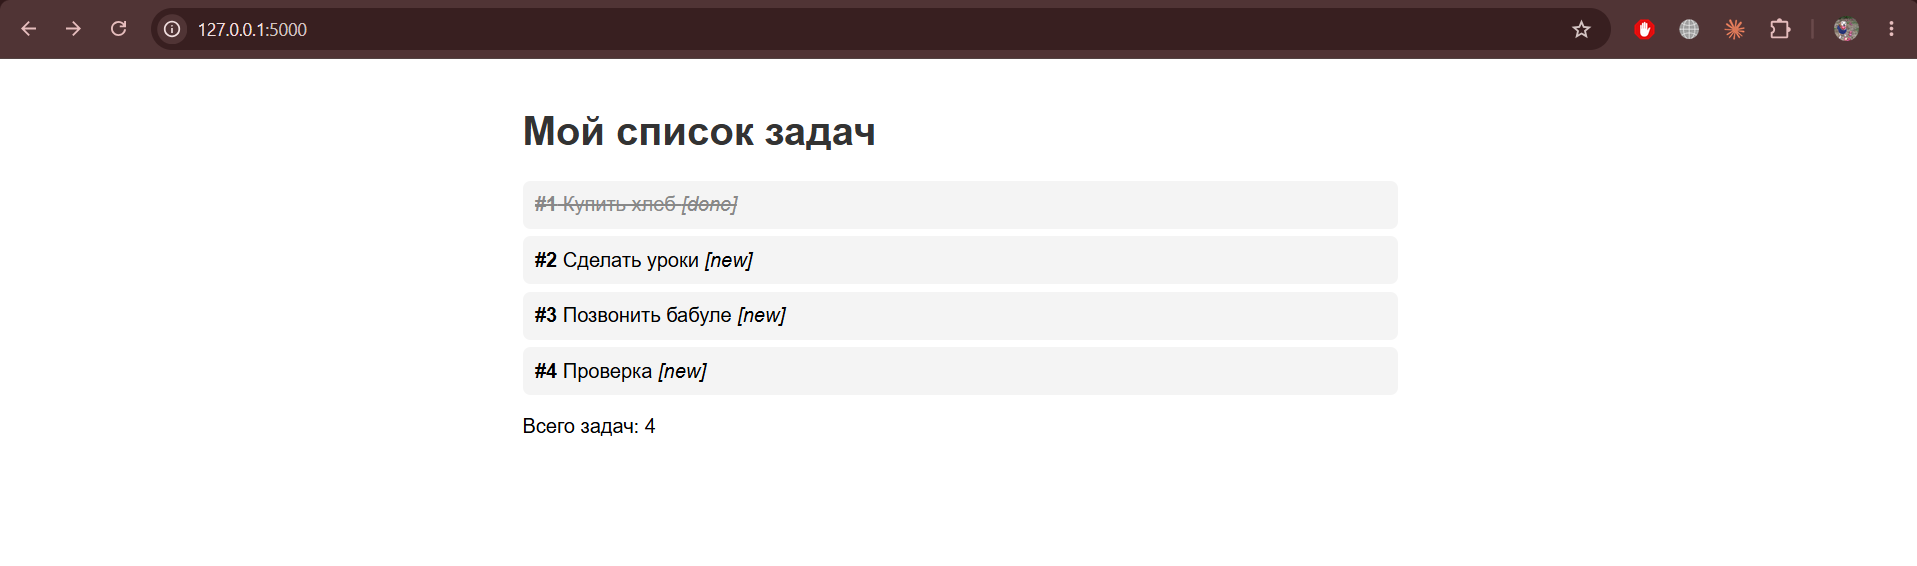 127.0.0.1:5000
Мой список задач
#1 Купить хлеб [done]
#2 Сделать уроки [new]
#3 Позвонить бабуле [new]
#4 Проверка [new]
Всего задач: 4